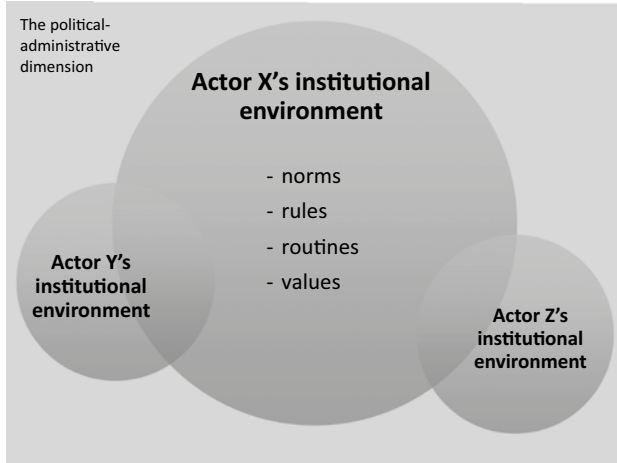 The political-
administrative
dimension
Actor X's institutional
environment
- norms
- rules
- routines
- values
Actor Y's
institutional
environment
Actor Z's
institutional
environment